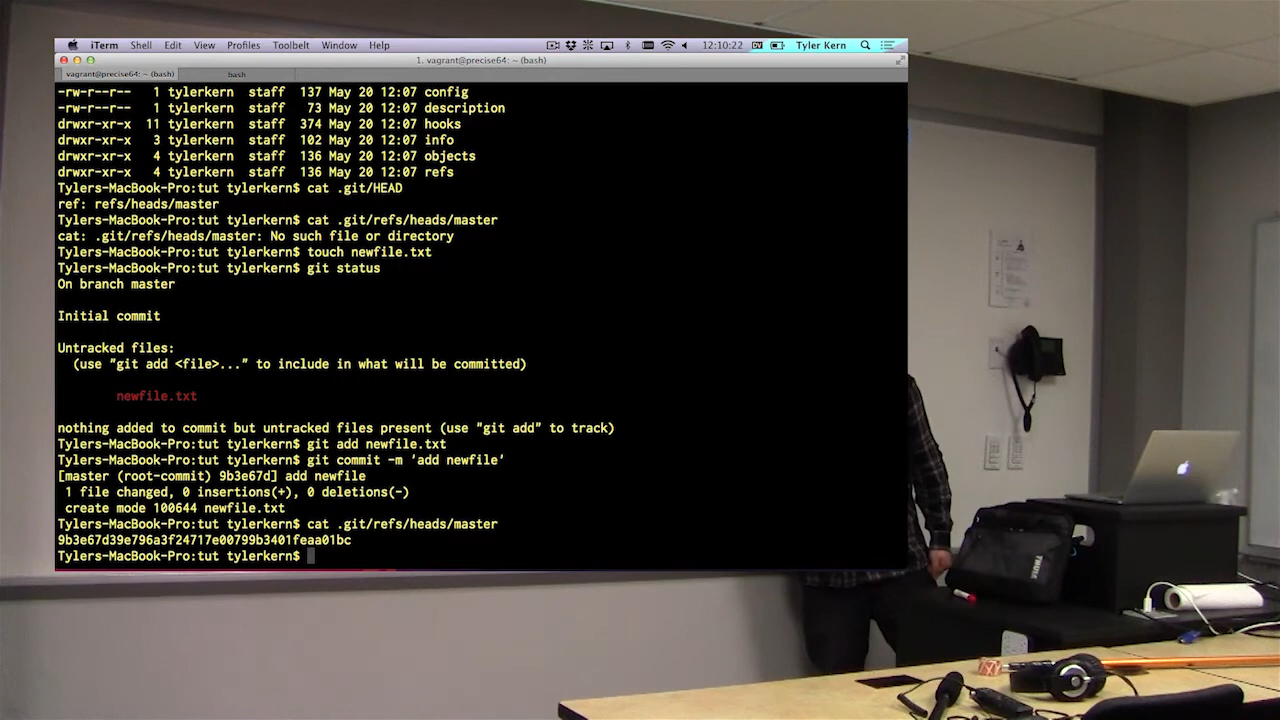 iTerm Shell Edit View Profiles Toolbelt Window Help 12:10:22 Tyler Kern
1. vagrant@precise64: ~ (bash)
vagrant@precise64: ~ (bash) bash
-rw-r--r-- 1 tylerkern staff 137 May 20 12:07 config
-rw-r--r-- 1 tylerkern staff 73 May 20 12:07 description
drwxr-xr-x 11 tylerkern staff 374 May 20 12:07 hooks
drwxr-xr-x 3 tylerkern staff 102 May 20 12:07 info
drwxr-xr-x 4 tylerkern staff 136 May 20 12:07 objects
drwxr-xr-x 4 tylerkern staff 136 May 20 12:07 refs
Tylers-MacBook-Pro:tut tylerkern$ cat .git/HEAD
ref: refs/heads/master
Tylers-MacBook-Pro:tut tylerkern$ cat .git/refs/heads/master
cat: .git/refs/heads/master: No such file or directory
Tylers-MacBook-Pro:tut tylerkern$ touch newfile.txt
Tylers-MacBook-Pro:tut tylerkern$ git status
On branch master
Initial commit
Untracked files:
(use "git add <file>..." to include in what will be committed)
newfile.txt
nothing added to commit but untracked files present (use "git add" to track)
Tylers-MacBook-Pro:tut tylerkern$ git add newfile.txt
Tylers-MacBook-Pro:tut tylerkern$ git commit -m 'add newfile'
[master (root-commit) 9b3e67d] add newfile
1 file changed, 0 insertions(+), 0 deletions(-)
create mode 100644 newfile.txt
Tylers-MacBook-Pro:tut tylerkern$ cat .git/refs/heads/master
9b3e67d39e796a3f24717e00799b3401feaa01bc
Tylers-MacBook-Pro:tut tylerkern$
THULE